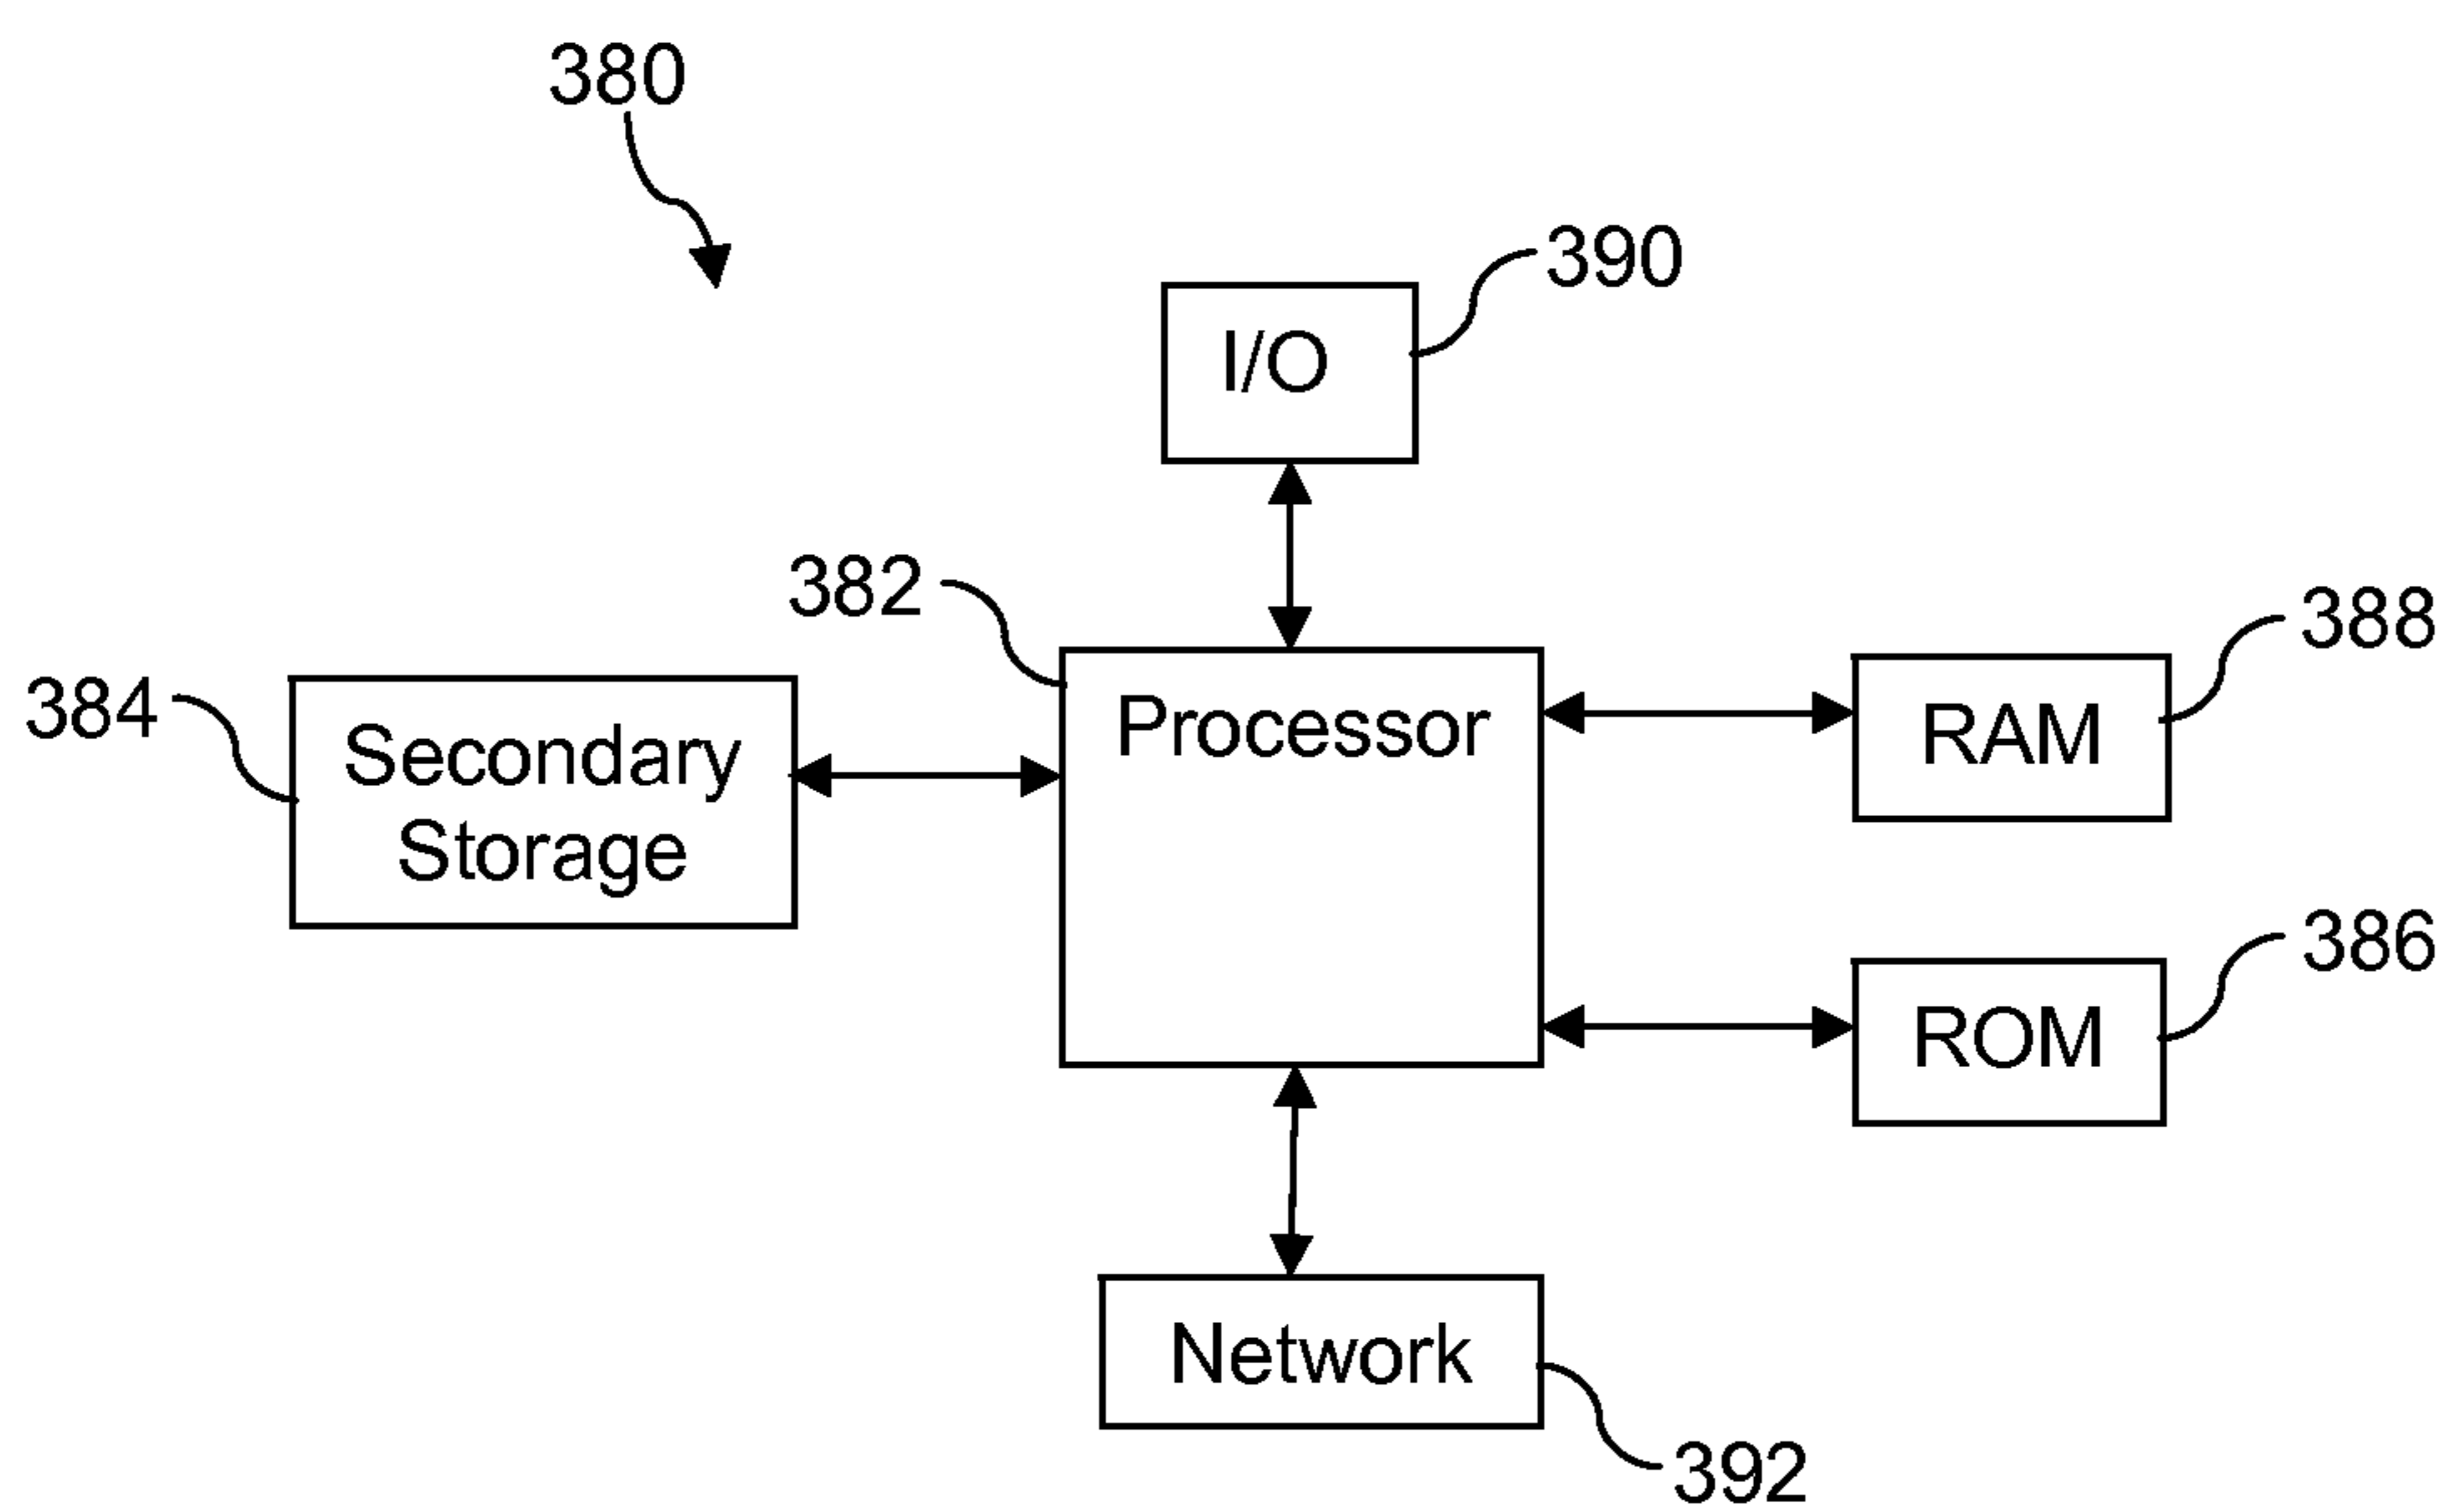 380
390
I/O
382
388
384
Processor
RAM
Secondary
Storage
386
ROM
Network
392